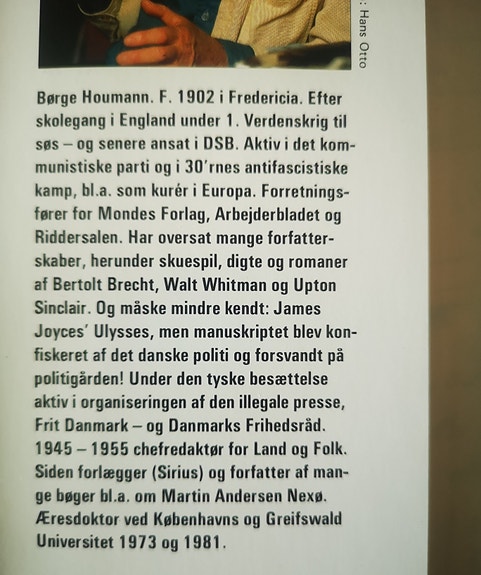 : Hans Otto
Børge Houmann. F. 1902 i Fredericia. Efter
skolegang i England under 1. Verdenskrig til
søs – og senere ansat i DSB. Aktiv i det kom-
munistiske parti og i 30'rnes antifascistiske
kamp, bl.a. som kurér i Europa. Forretnings-
fører for Mondes Forlag, Arbejderbladet og
Riddersalen. Har oversat mange forfatter-
skaber, herunder skuespil, digte og romaner
af Bertolt Brecht, Walt Whitman og Upton
Sinclair. Og måske mindre kendt: James
Joyces' Ulysses, men manuskriptet blev kon-
fiskeret af det danske politi og forsvandt på
politigården! Under den tyske besættelse
aktiv i organiseringen af den illegale presse,
Frit Danmark – og Danmarks Frihedsråd.
1945 – 1955 chefredaktør for Land og Folk.
Siden forlægger (Sirius) og forfatter af man-
ge bøger bl.a. om Martin Andersen Nexø.
Æresdoktor ved Københavns og Greifswald
Universitet 1973 og 1981.